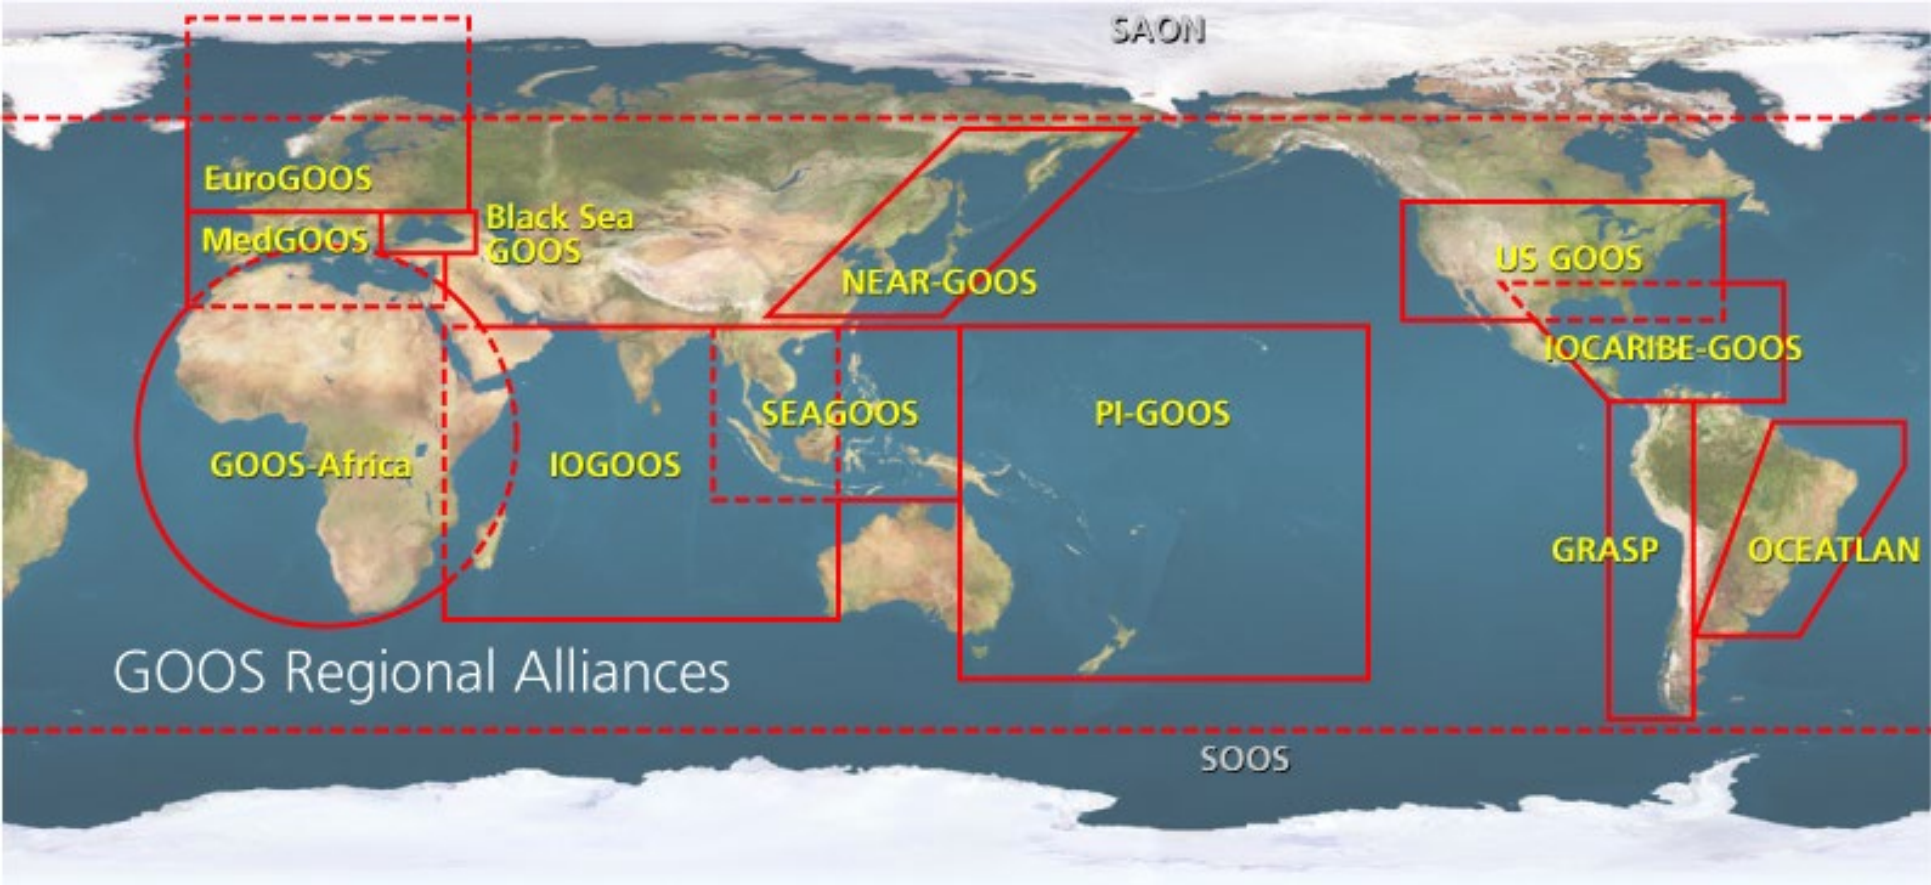 SAON
EuroGOOS
Black Sea
GOOS
MedGOOS
NEAR-GOOS
US GOOS
IOCARIBE-GOOS
SEAGOOS
PI-GOOS
GOOS-Africa
IOGOOS
GRASP
OCEATLAN
GOOS Regional Alliances
SOOS